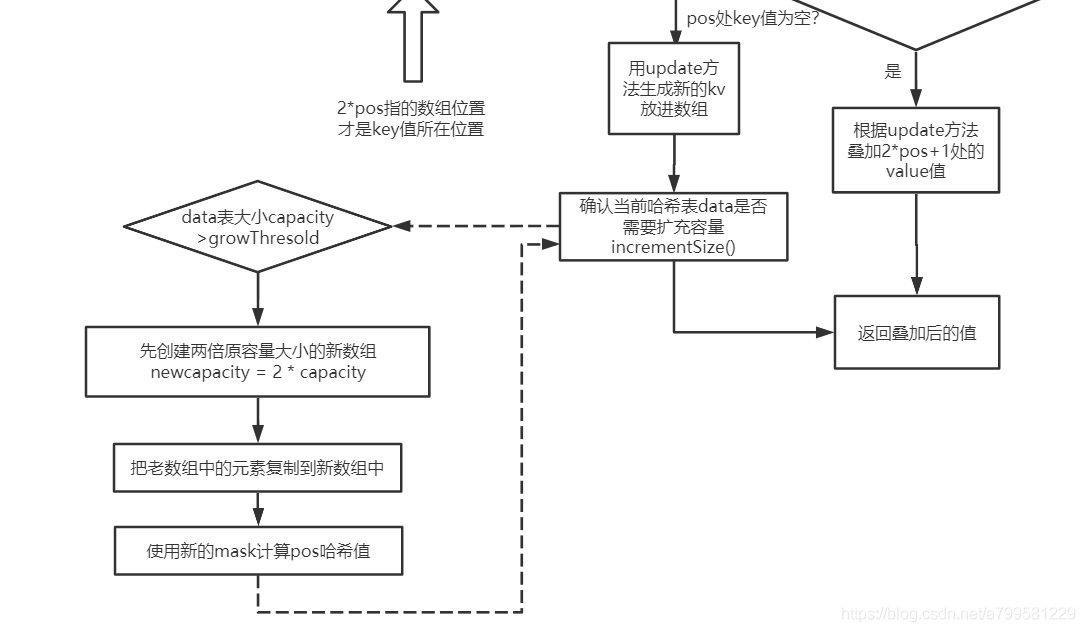 pos处key值为空?
是
用update方
法生成新的kv
放进数组
2*pos指的数组位置
才是key值所在位置
根据update方法
叠加2*pos+1处的
value值
data表大小capacity
>growThresold
确认当前哈希表data是否
需要扩充容量
incrementSize()
返回叠加后的值
先创建两倍原容量大小的新数组
newcapacity = 2 * capacity
把老数组中的元素复制到新数组中
使用新的mask计算pos哈希值
https://blog.csdn.net/a799581229